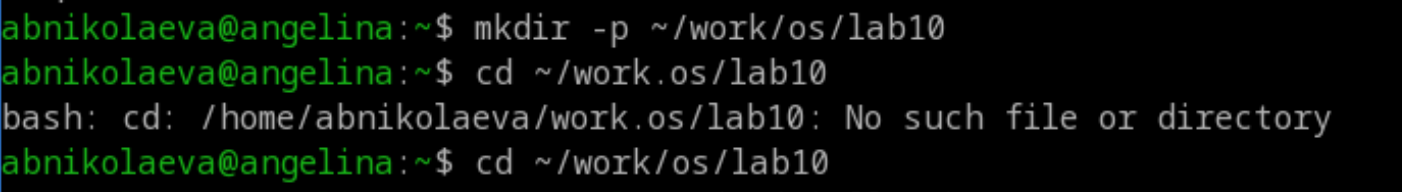 abnikolaeva@angelina:~$ mkdir -p ~/work/os/lab10
abnikolaeva@angelina:~$ cd ~/work.os/lab10
bash: cd: /home/abnikolaeva/work.os/lab10: No such file or directory
abnikolaeva@angelina:~$ cd ~/work/os/lab10